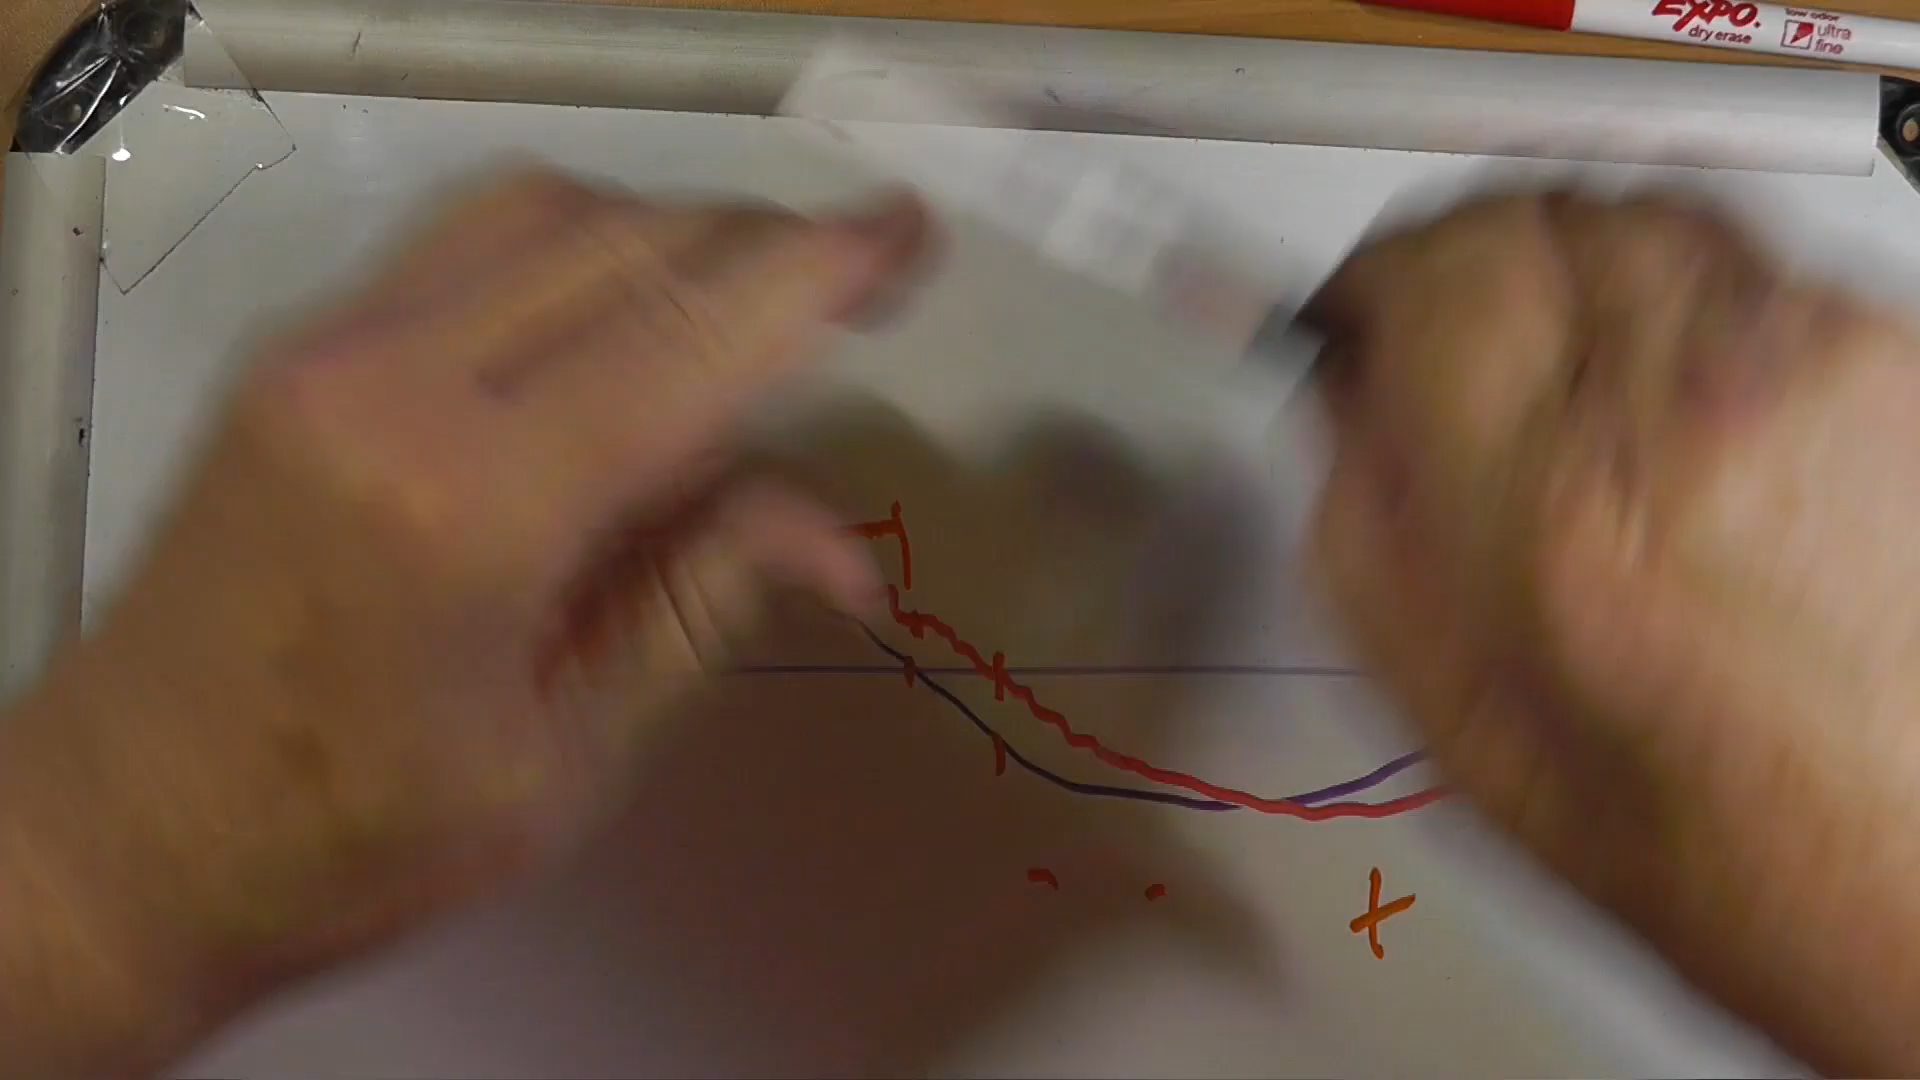 EXPO.
dry erase
low odor
ultra
fine
+